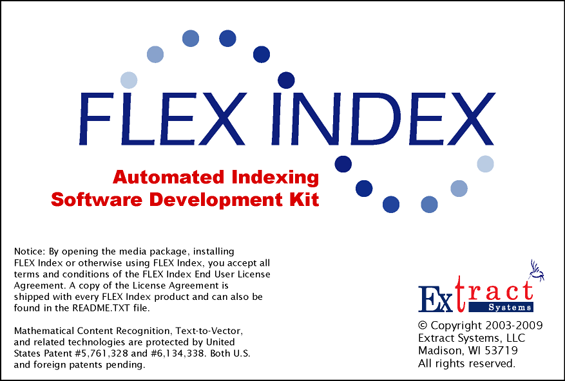 FLEX INDEX
Automated Indexing
Software Development Kit
Notice: By opening the media package, installing
FLEX Index or otherwise using FLEX Index, you accept all
terms and conditions of the FLEX Index End User License
Agreement. A copy of the License Agreement is
shipped with every FLEX Index product and can also be
found in the README.TXT file.
Mathematical Content Recognition, Text-to-Vector,
and related technologies are protected by United
States Patent #5,761,328 and #6,134,338. Both U.S.
and foreign patents pending.
Extract
Systems
© Copyright 2003-2009
Extract Systems, LLC
Madison, WI 53719
All rights reserved.